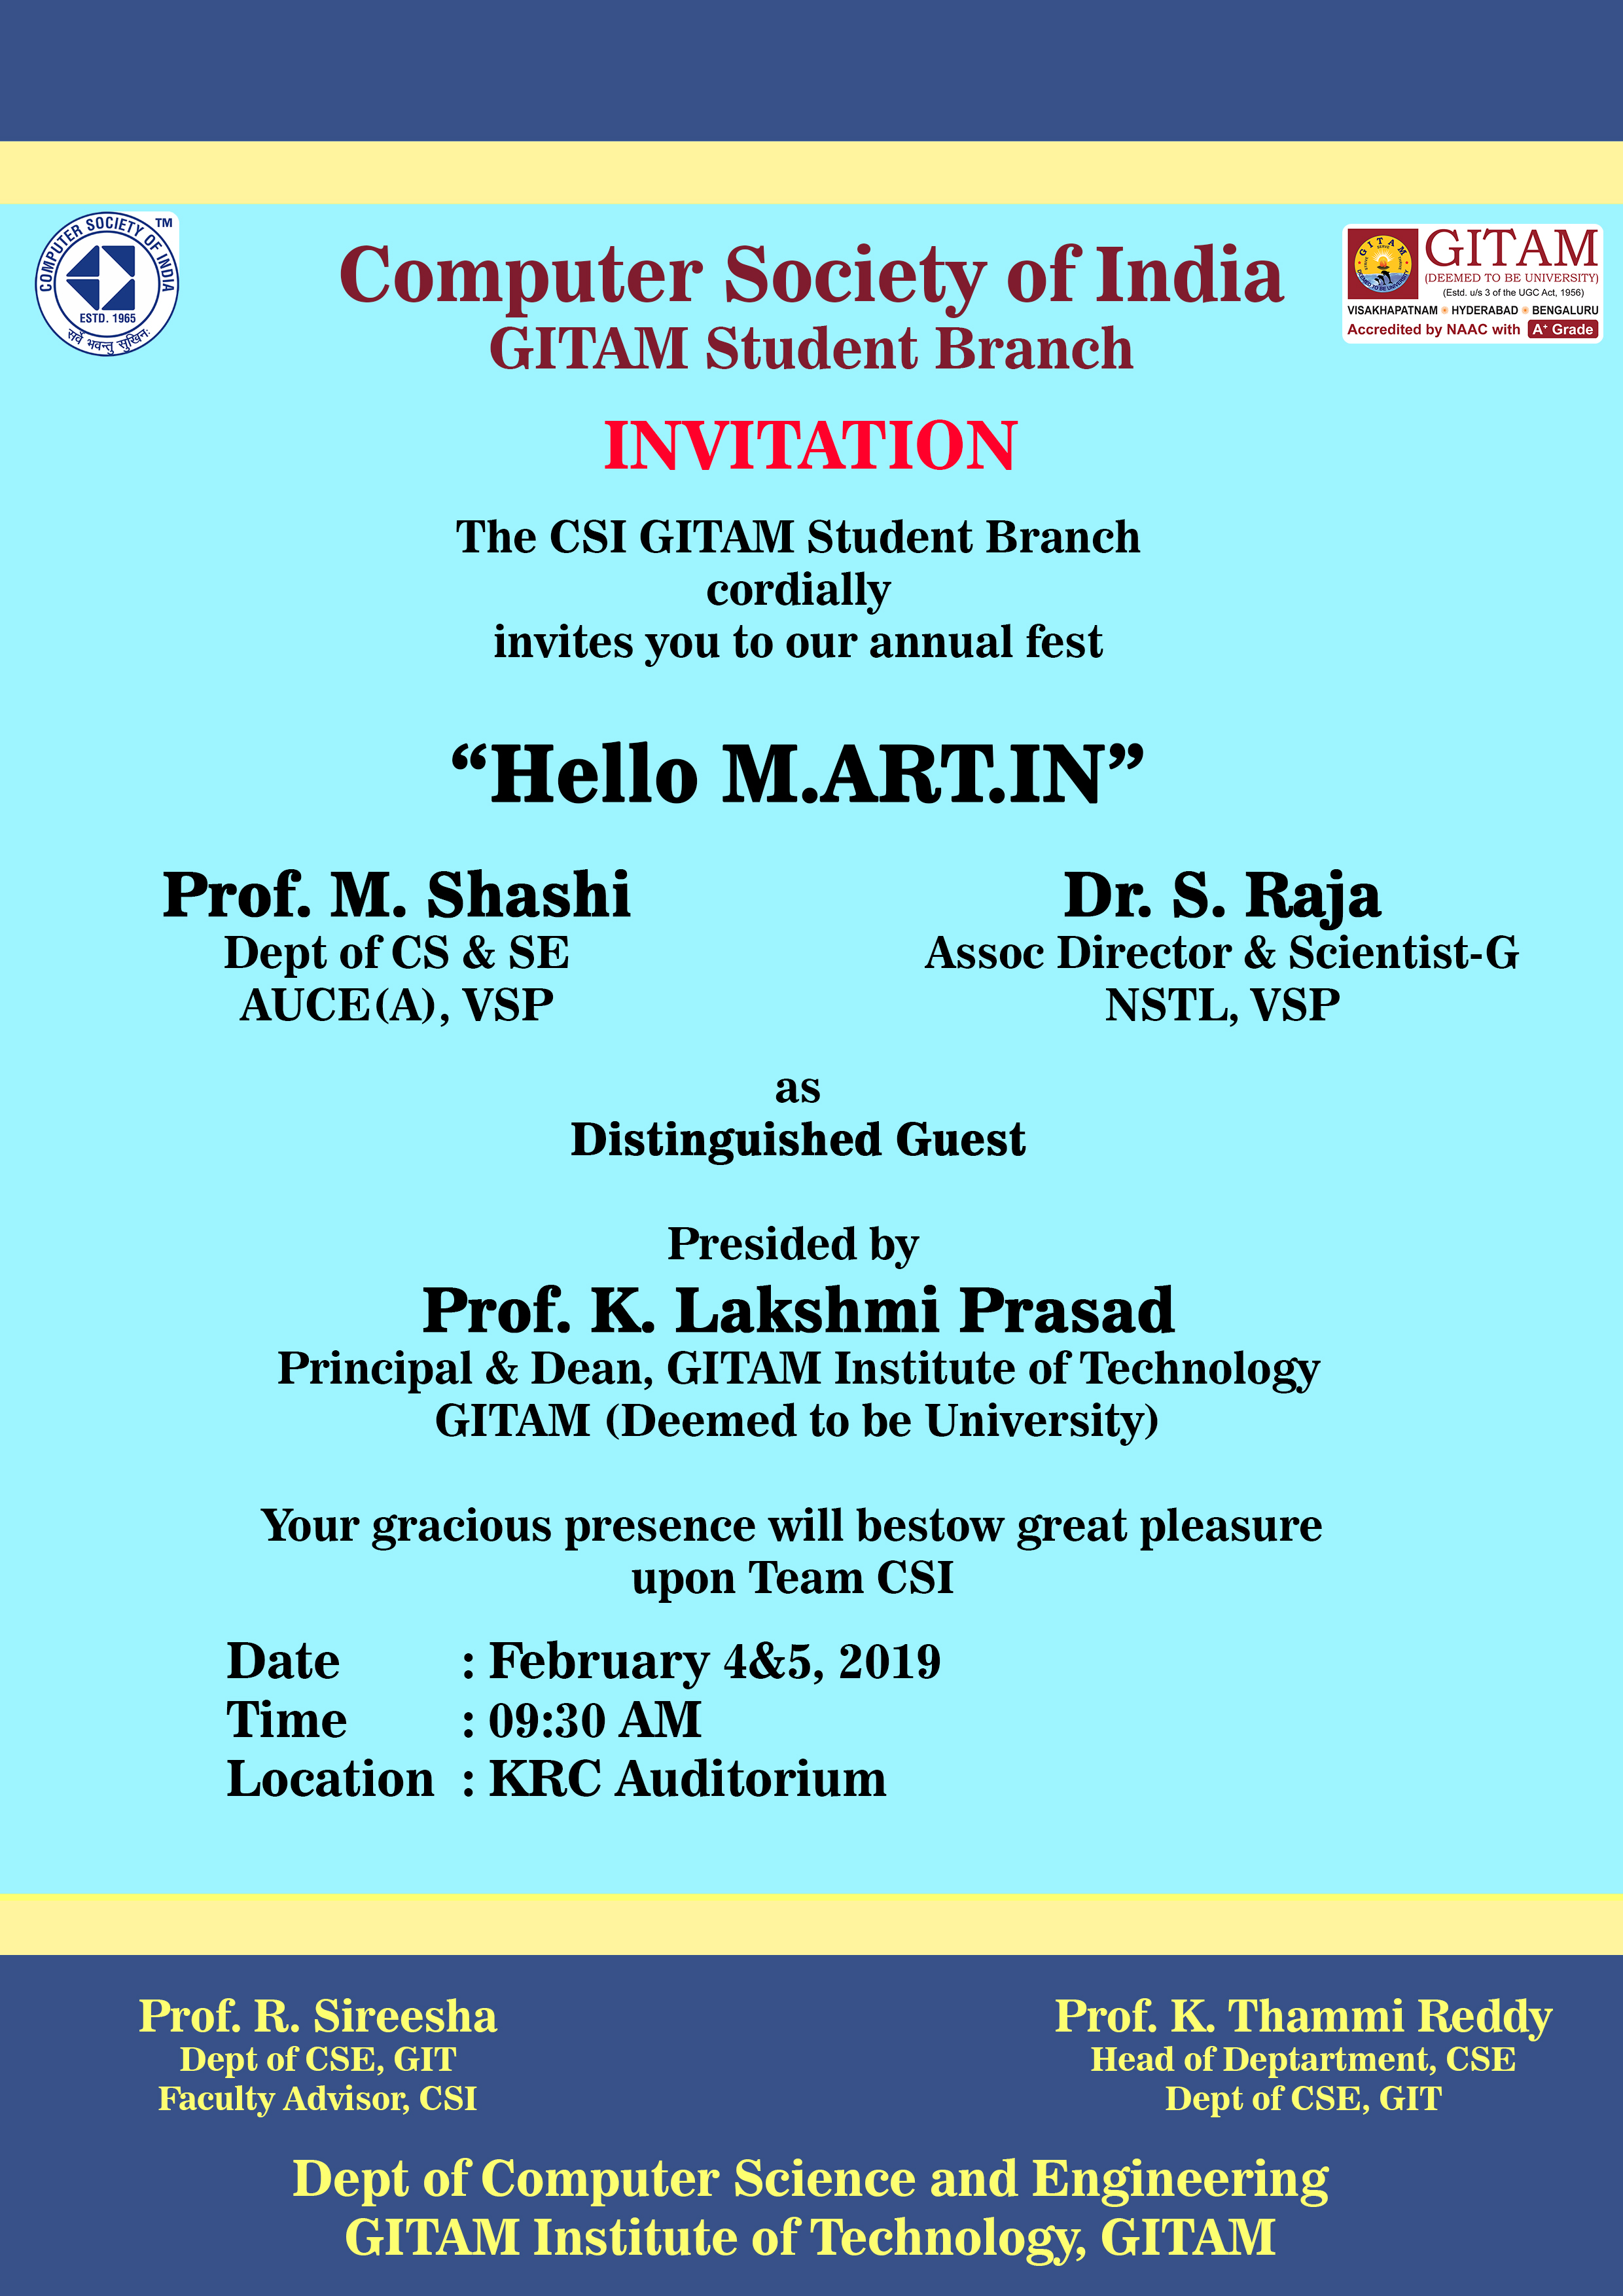 COMPUTER SOCIETY OF INDIA
TM
ESTD. 1965
सर्वे भवन्तु सुखिनः
Computer Society of India
GITAM Student Branch
GITAM
GITAM
(DEEMED TO BE UNIVERSITY)
(Estd. u/s 3 of the UGC Act, 1956)
VISAKHAPATNAM HYDERABAD BENGALURU
Accredited by NAAC with A+ Grade
INVITATION
The CSI GITAM Student Branch
cordially
invites you to our annual fest
“Hello M.ART.IN”
Prof. M. Shashi
Dept of CS & SE
AUCE(A), VSP
Dr. S. Raja
Assoc Director & Scientist-G
NSTL, VSP
as
Distinguished Guest
Presided by
Prof. K. Lakshmi Prasad
Principal & Dean, GITAM Institute of Technology
GITAM (Deemed to be University)
Your gracious presence will bestow great pleasure
upon Team CSI
Date : February 4&5, 2019
Time : 09:30 AM
Location : KRC Auditorium
Prof. R. Sireesha
Dept of CSE, GIT
Faculty Advisor, CSI
Prof. K. Thammi Reddy
Head of Deptartment, CSE
Dept of CSE, GIT
Dept of Computer Science and Engineering
GITAM Institute of Technology, GITAM